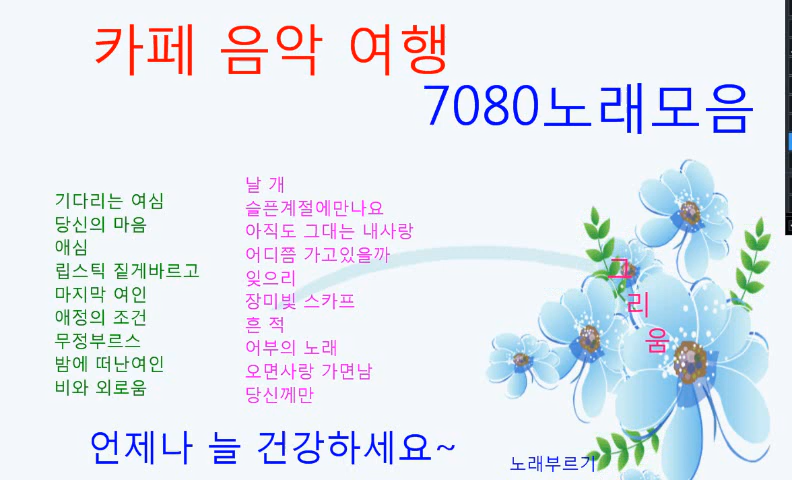 카페 음악 여행
7080노래모음
기다리는 여심
당신의 마음
애심
립스틱 짙게바르고
마지막 여인
애정의 조건
무정부르스
밤에 떠난여인
비와 외로움
날 개
슬픈계절에만나요
아직도 그대는 내사랑
어디쯤 가고있을까
잊으리
장미빛 스카프
흔 적
어부의 노래
오면사랑 가면남
당신께만
그
리
움
언제나 늘 건강하세요~
노래부르기